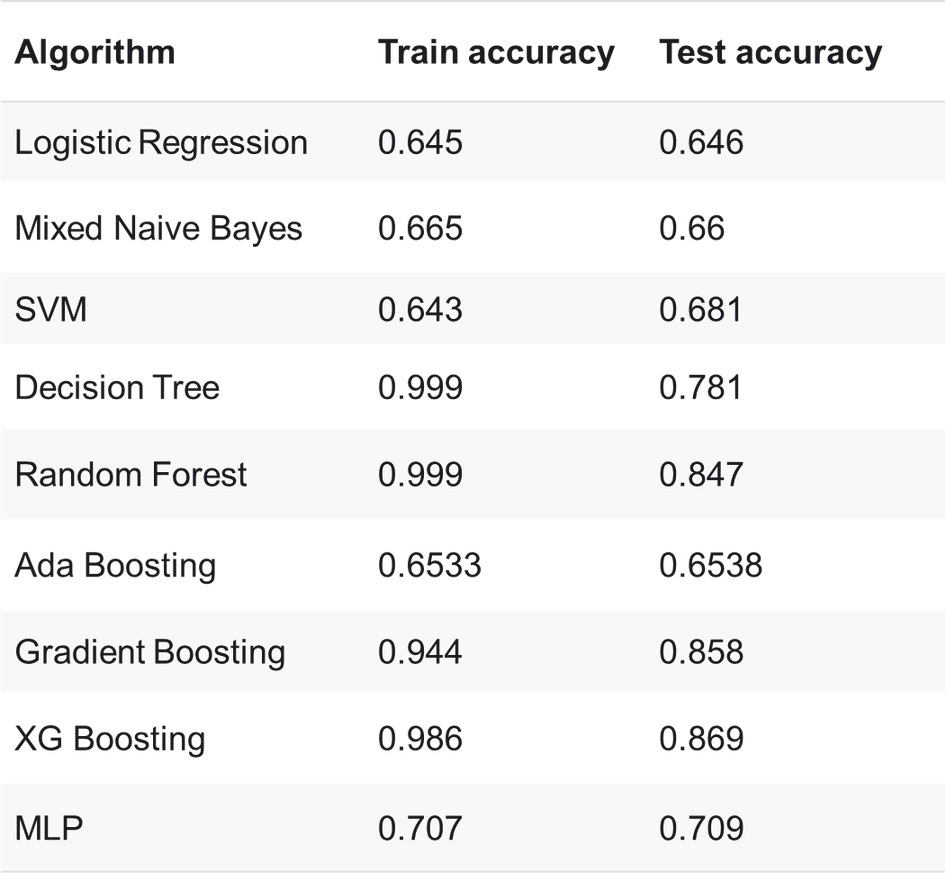 Algorithm Train accuracy Test accuracy
Logistic Regression 0.645 0.646
Mixed Naive Bayes 0.665 0.66
SVM 0.643 0.681
Decision Tree 0.999 0.781
Random Forest 0.999 0.847
Ada Boosting 0.6533 0.6538
Gradient Boosting 0.944 0.858
XG Boosting 0.986 0.869
MLP 0.707 0.709